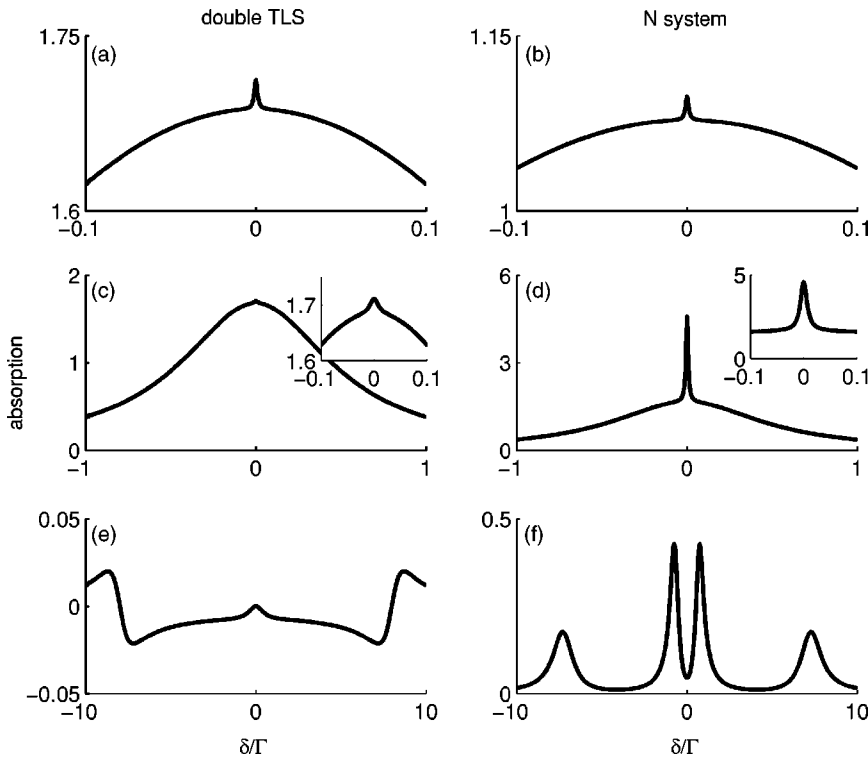 double TLS
N system
1.75
(a)
1.6
−0.1 0 0.1
1.15
(b)
1
−0.1 0 0.1
absorption
2
(c)
1
0
−1 0 1
1.7
1.6
−0.1 0 0.1
6
(d)
3
0
−1 0 1
5
0
−0.1 0 0.1
0.05
(e)
0
−0.05
−10 0 10
δ/Γ
0.5
(f)
0
−10 0 10
δ/Γ